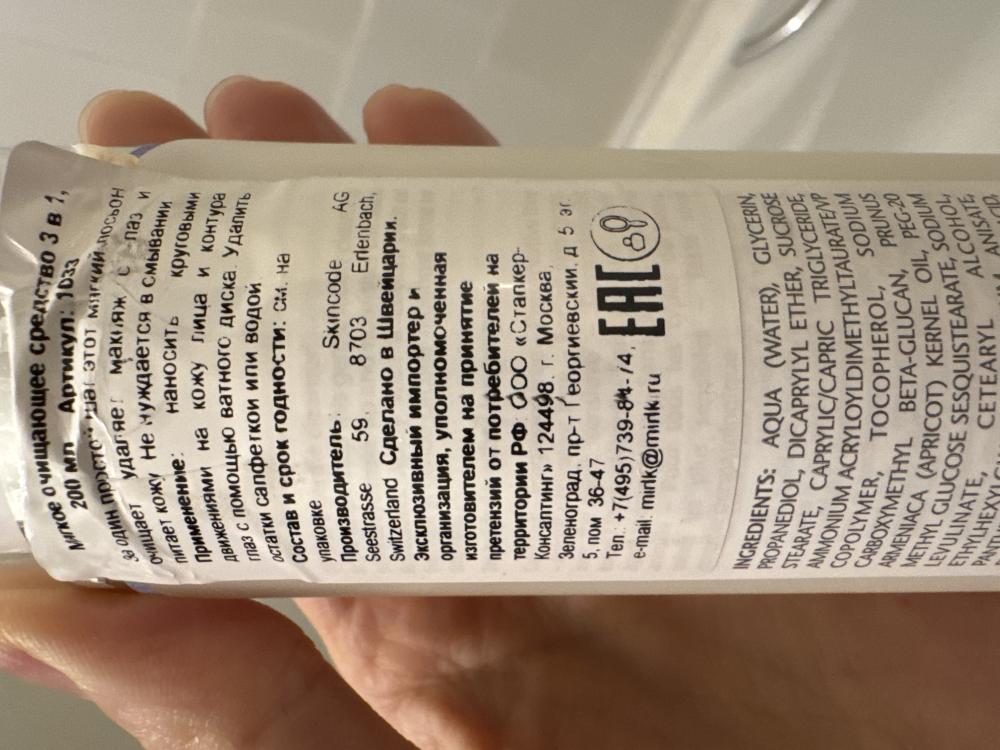 Мягкое очищающее средство 3 в 1,
200 мл Артикул: 1033
За один этот мягкий лосьон
очищает удаляет макияж с глаз и
питает кожу Не нуждается в смывании
Применение: наносить круговыми
движениями на кожу лица и контура
глаз с помощью ватного диска Удалить
остатки салфеткой или водой
Состав и срок годности: см. на
упаковке
Производитель: Skincode AG
Seestrasse 59, 8703 Erlenbach,
Switzerland Сделано в Швейцарии.
Эксклюзивный импортер и
организация, уполномоченная
изготовителем на принятие
претензий от потребителей на
территории РФ ООО «Сталкер-
Консалтинг» 124498, г. Москва,
Зеленоград, пр-т Георгиевский, д 5 эт.
5, пом 36-47
Тел.: +7(495)739-84-74,
e-mail: mirlk@mirlk.ru
EAC
INGREDIENTS: AQUA (WATER), GLYCERIN,
PROPANEDIOL, DICAPRYLYL ETHER, SUCROSE
STEARATE, CAPRYLIC/CAPRIC TRIGLYCERIDE,
AMMONIUM ACRYLOYLDIMETHYLTAURATE/VP
COPOLYMER, TOCOPHEROL, SODIUM
CARBOXYMETHYL BETA-GLUCAN, PRUNUS
ARMENIACA (APRICOT) KERNEL OIL, PEG-20
METHYL GLUCOSE SESQUISTEARATE, SODIUM
LEVULINATE, CETEARYL ALCOHOL,
ETHYLHEXYL ANISATE,